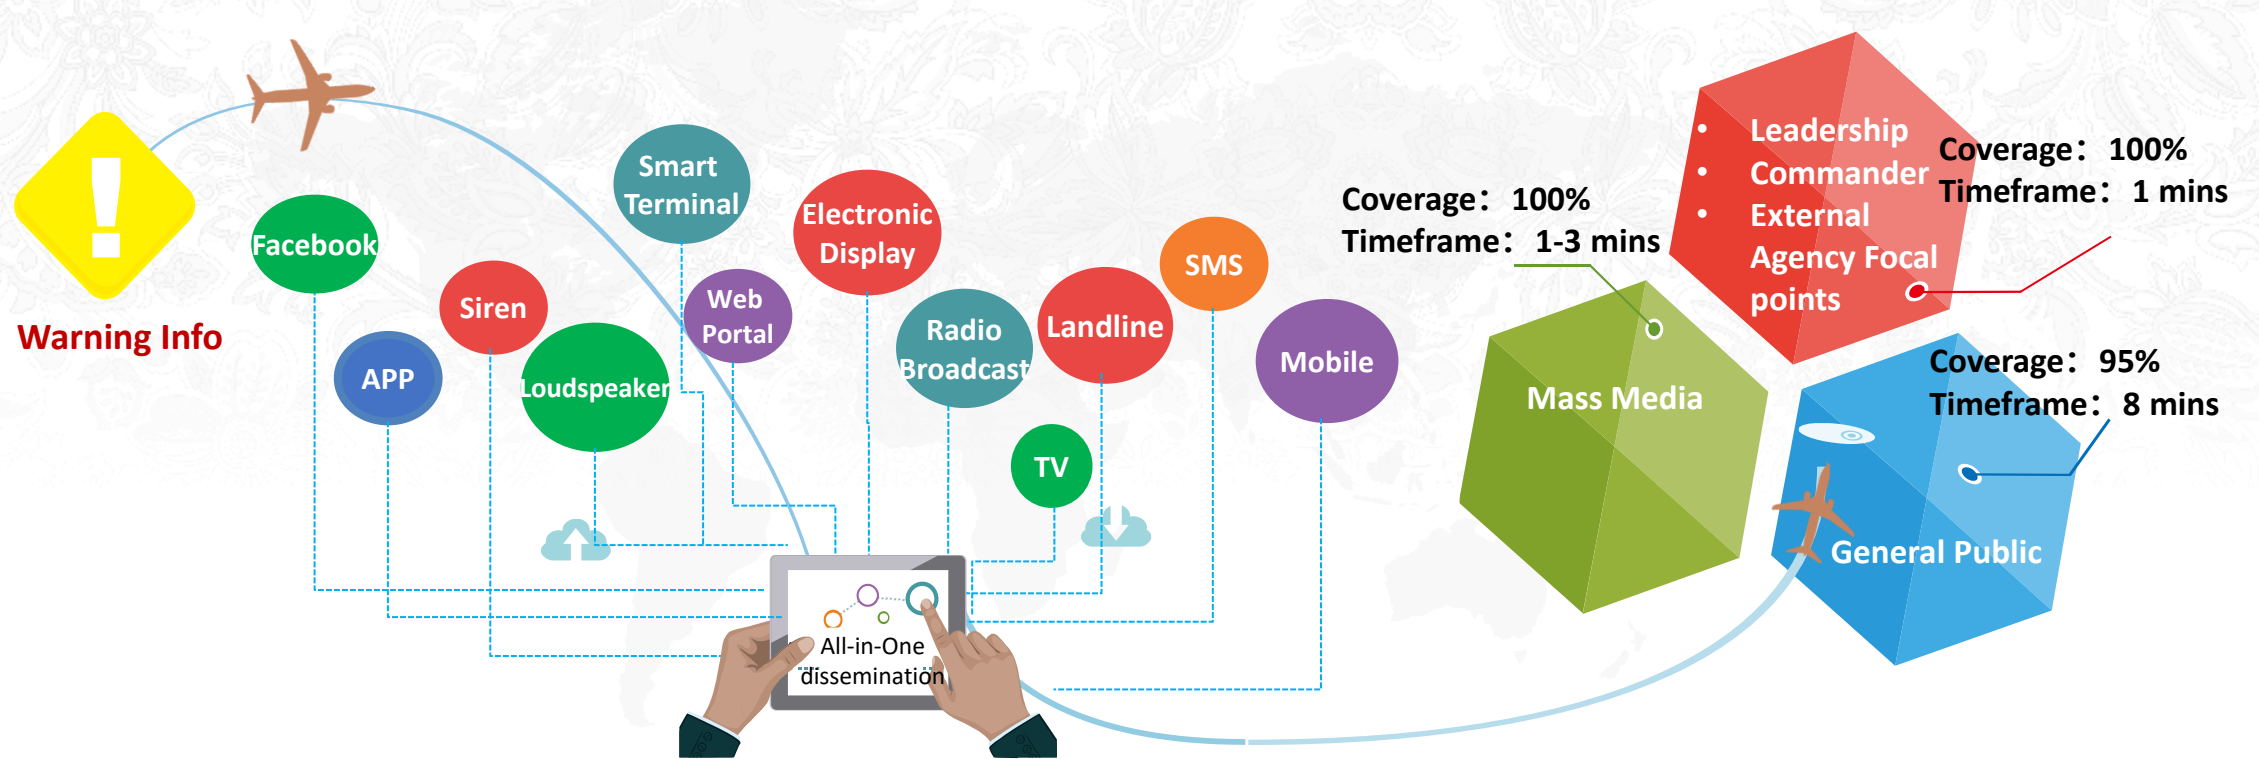 Warning Info
Facebook
APP
Siren
Loudspeaker
Smart
Terminal
Web
Portal
Electronic
Display
Radio
Broadcast
TV
Landline
SMS
Mobile
All-in-One
dissemination
Coverage：100%
Timeframe：1-3 mins
Mass Media
• Leadership
• Commander
• External
Agency Focal
points
Coverage：100%
Timeframe：1 mins
Coverage：95%
Timeframe：8 mins
General Public